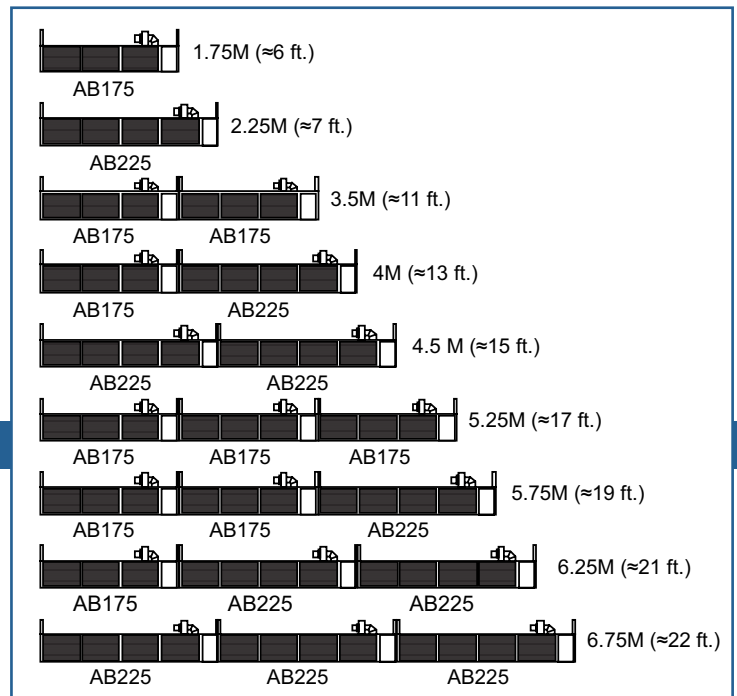 1.75M (≈6 ft.)
AB175
2.25M (≈7 ft.)
AB225
3.5M (≈11 ft.)
AB175 AB175
4M (≈13 ft.)
AB175 AB225
4.5 M (≈15 ft.)
AB225 AB225
5.25M (≈17 ft.)
AB175 AB175 AB175
5.75M (≈19 ft.)
AB175 AB175 AB225
6.25M (≈21 ft.)
AB175 AB225 AB225
6.75M (≈22 ft.)
AB225 AB225 AB225